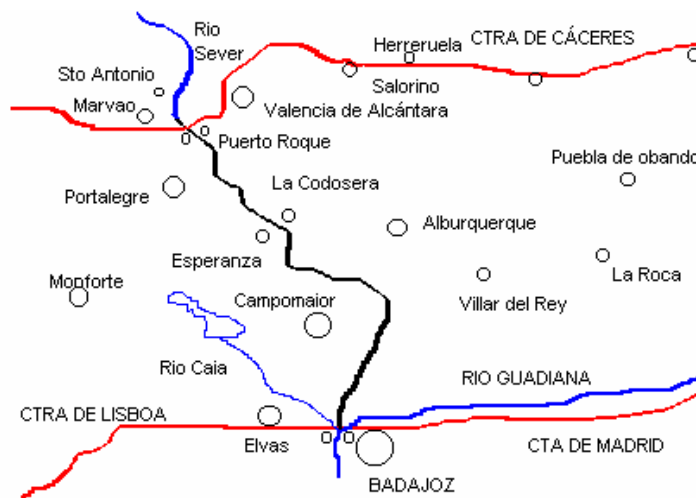 Rio
Sever
Herreruela
CTRA DE CÁCERES
Sto Antonio
Salorino
Marvao
Valencia de Alcántara
Puerto Roque
Puebla de obando
La Codosera
Portalegre
Alburquerque
Esperanza
La Roca
Monforte
Campomaior
Villar del Rey
Rio Caia
RIO GUADIANA
CTRA DE LISBOA
Elvas
CTA DE MADRID
BADAJOZ